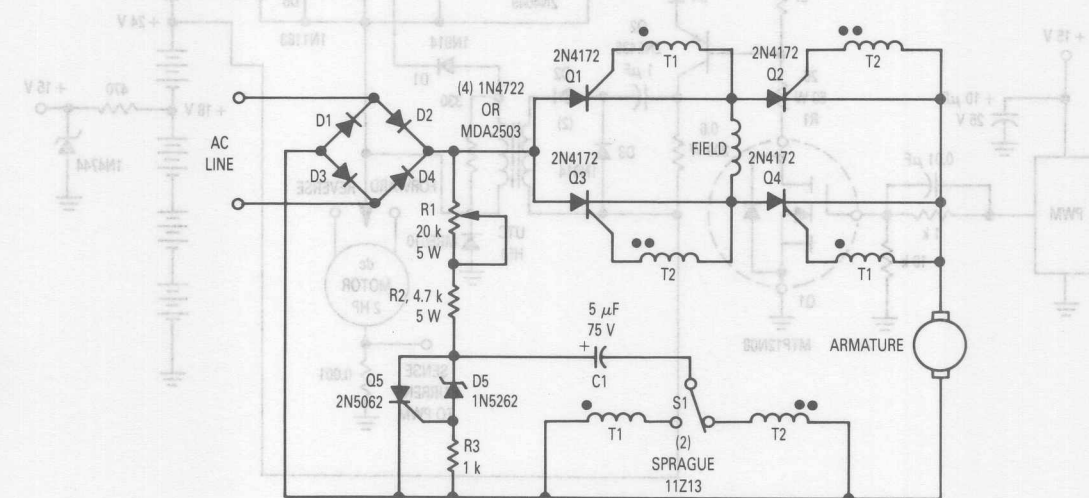 AC
LINE
D1
D2
D3
D4
(4) 1N4722
OR
MDA2503
R1
20 k
5 W
R2, 4.7 k
5 W
Q5
2N5062
D5
1N5262
R3
1 k
5 μF
75 V
+
C1
S1
T1
(2)
SPRAGUE
11Z13
T2
2N4172
Q1
T1
2N4172
Q2
T2
FIELD
2N4172
Q3
T2
2N4172
Q4
T1
ARMATURE